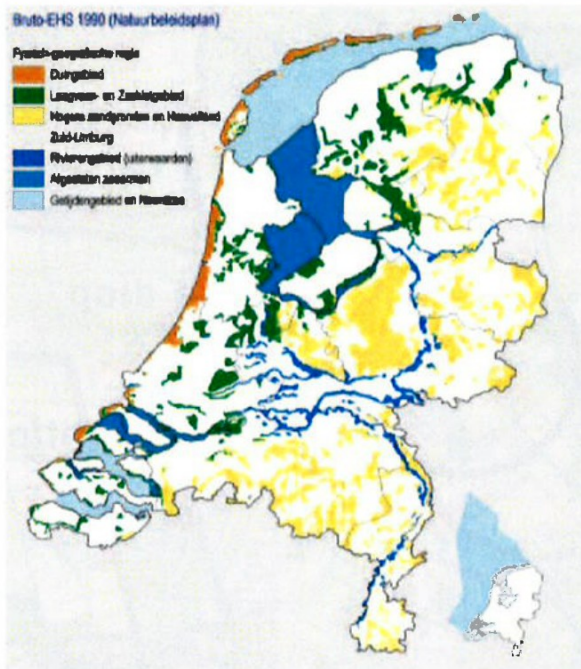 Bruto-EHS 1990 (Natuurbeleidsplan)
Fysisch-geografische regio
Duingebied
Laagveen- en Zeekleigebied
Hogere zandgronden en Heuvelland
Zuid-Limburg
Rivierengebied (uiterwaarden)
Afgesloten zeearmen
Getijdengebied en Noordzee